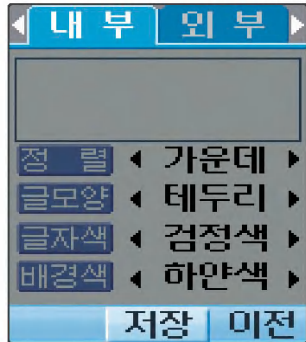 내 부 외 부
정 렬 가운데
글모양 테두리
글자색 검정색
배경색 하얀색
저장 이전